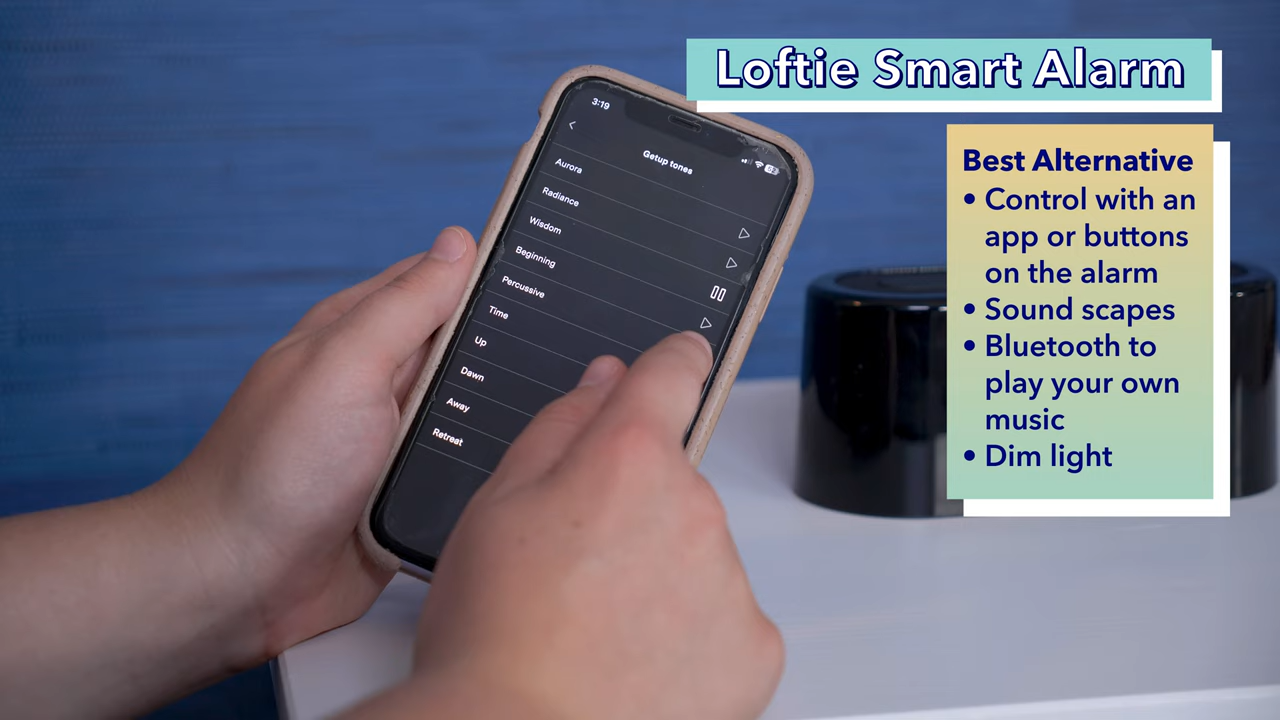 Loftie Smart Alarm
3:19
Getup tones
Aurora
Radiance
Wisdom
Beginning
Percussive
Time
Up
Dawn
Away
Retreat
Best Alternative
• Control with an
app or buttons
on the alarm
• Sound scapes
• Bluetooth to
play your own
music
• Dim light